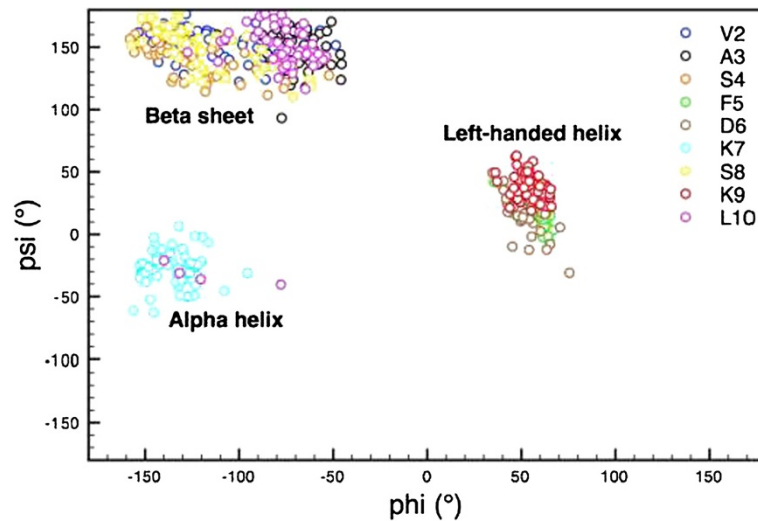 psi (°)
150
100
50
0
-50
-100
-150
Beta sheet
Left-handed helix
Alpha helix
V2
A3
S4
F5
D6
K7
S8
K9
L10
-150
-100
-50
0
50
100
150
phi (°)